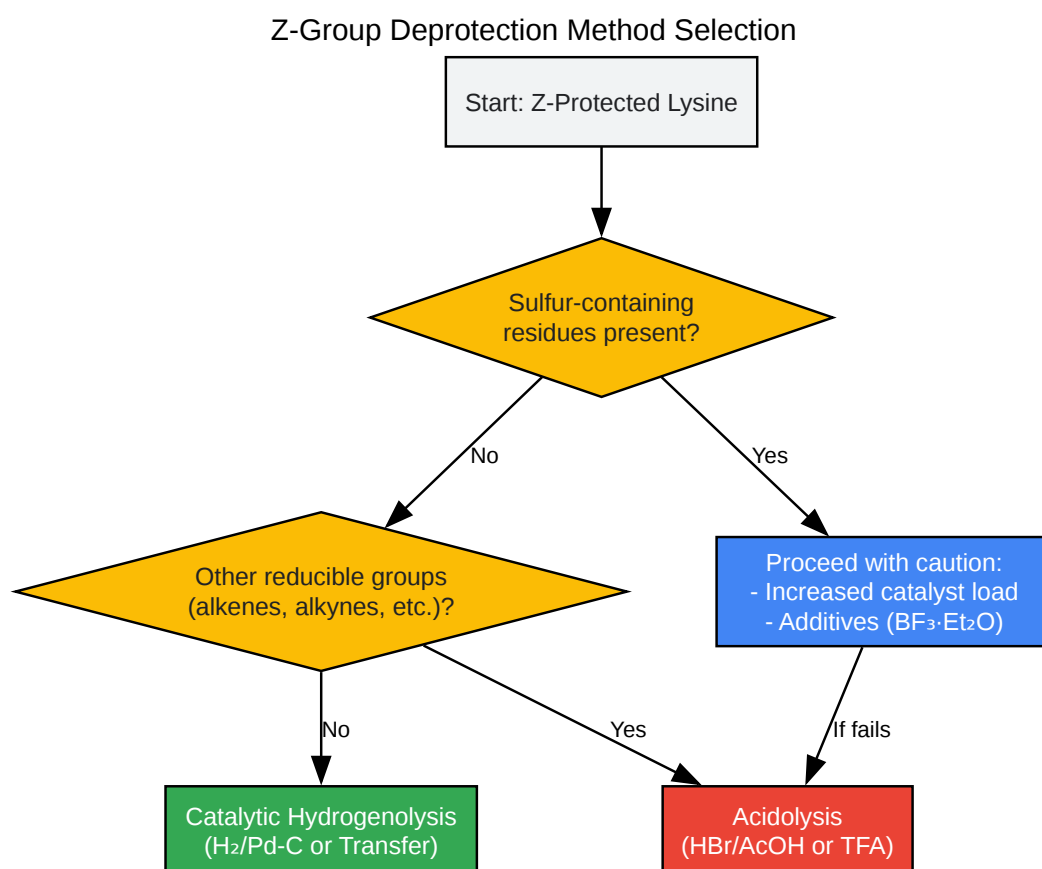 Z-Group Deprotection Method Selection
Start: Z-Protected Lysine
Sulfur-containing
residues present?
No
Yes
Other reducible groups
(alkenes, alkynes, etc.)?
Proceed with caution:
- Increased catalyst load
- Additives (BF₃·Et₂O)
No
Yes
If fails
Catalytic Hydrogenolysis
(H₂/Pd-C or Transfer)
Acidolysis
(HBr/AcOH or TFA)